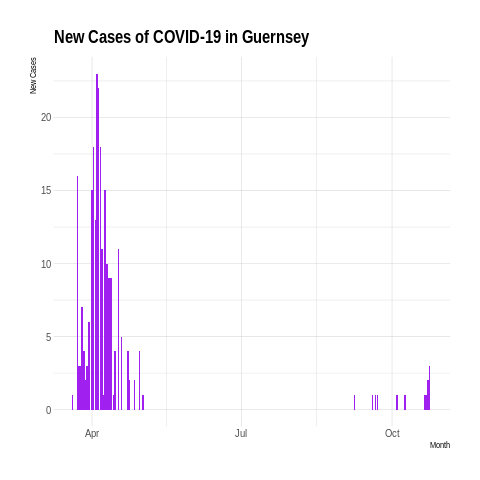 New Cases of COVID-19 in Guernsey
New Cases
20
15
10
5
0
Apr
Jul
Oct
Month